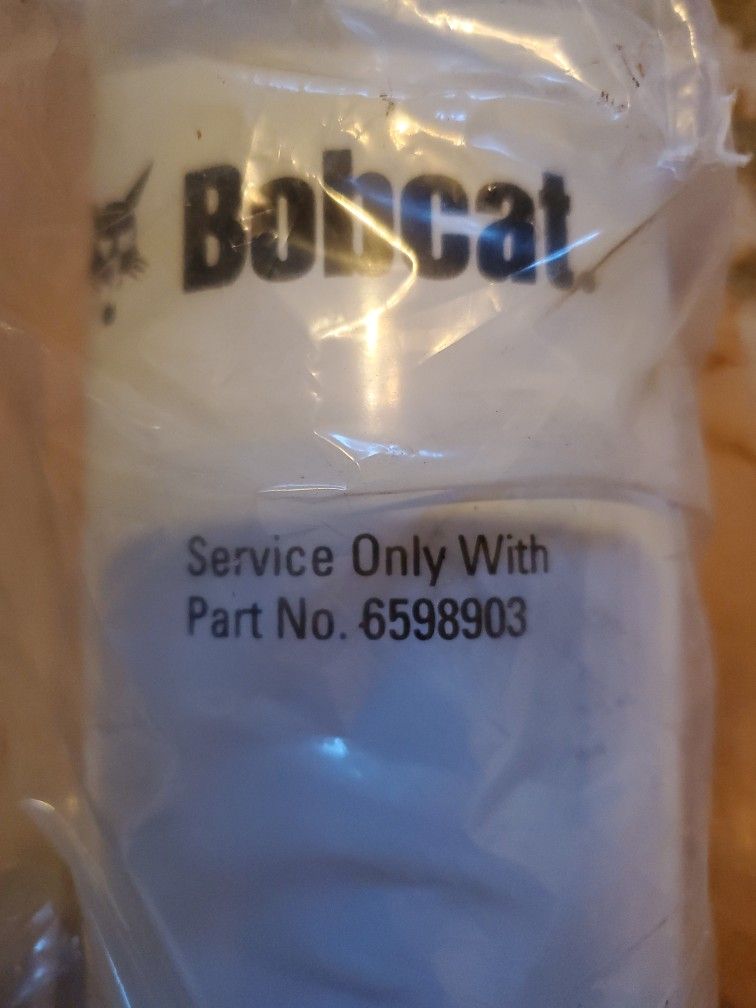 Bobcat
Service Only With
Part No. 6598903